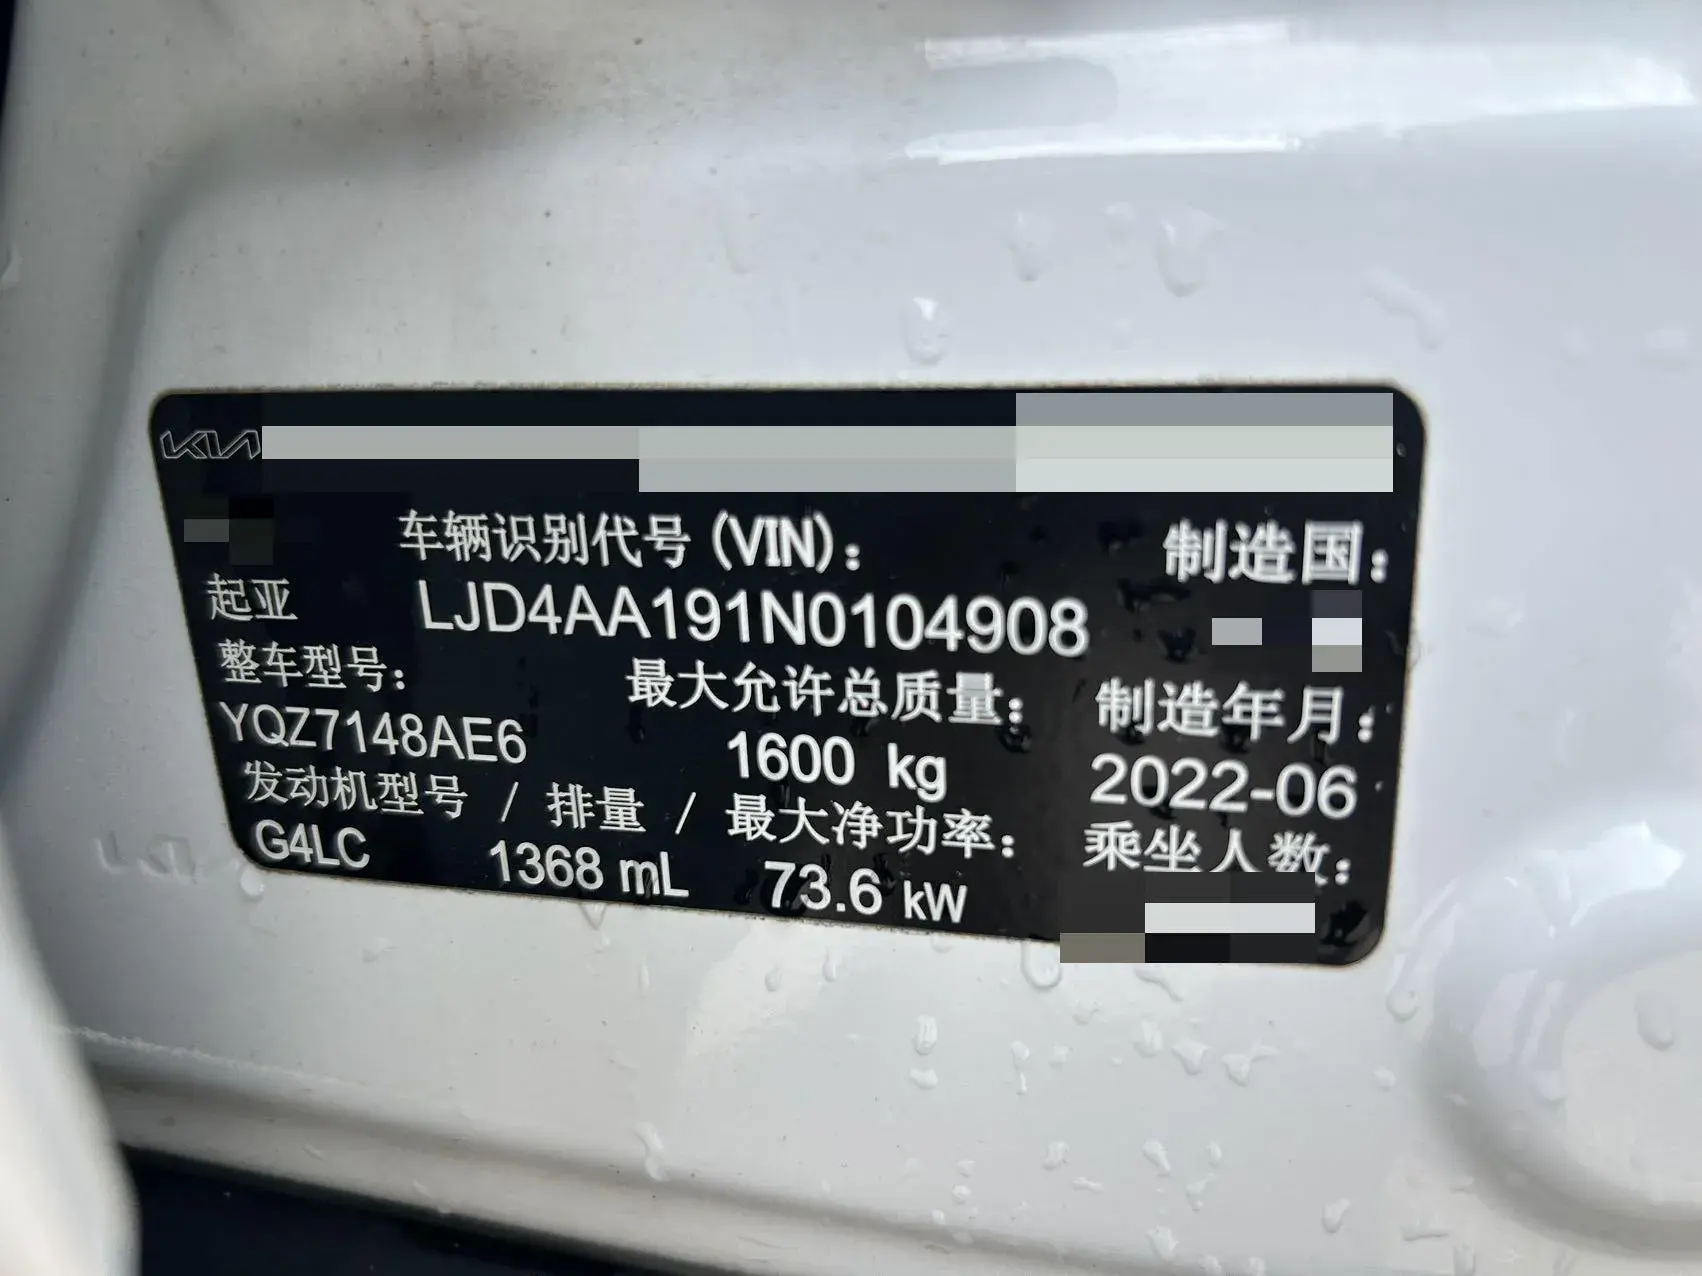 KIA
车辆识别代号 (VIN)： 制造国：
起亚 LJD4AA191N0104908
整车型号： 最大允许总质量： 制造年月：
YQZ7148AE6 1600 kg 2022-06
发动机型号 / 排量 / 最大净功率： 乘坐人数：
G4LC 1368 mL 73.6 kW